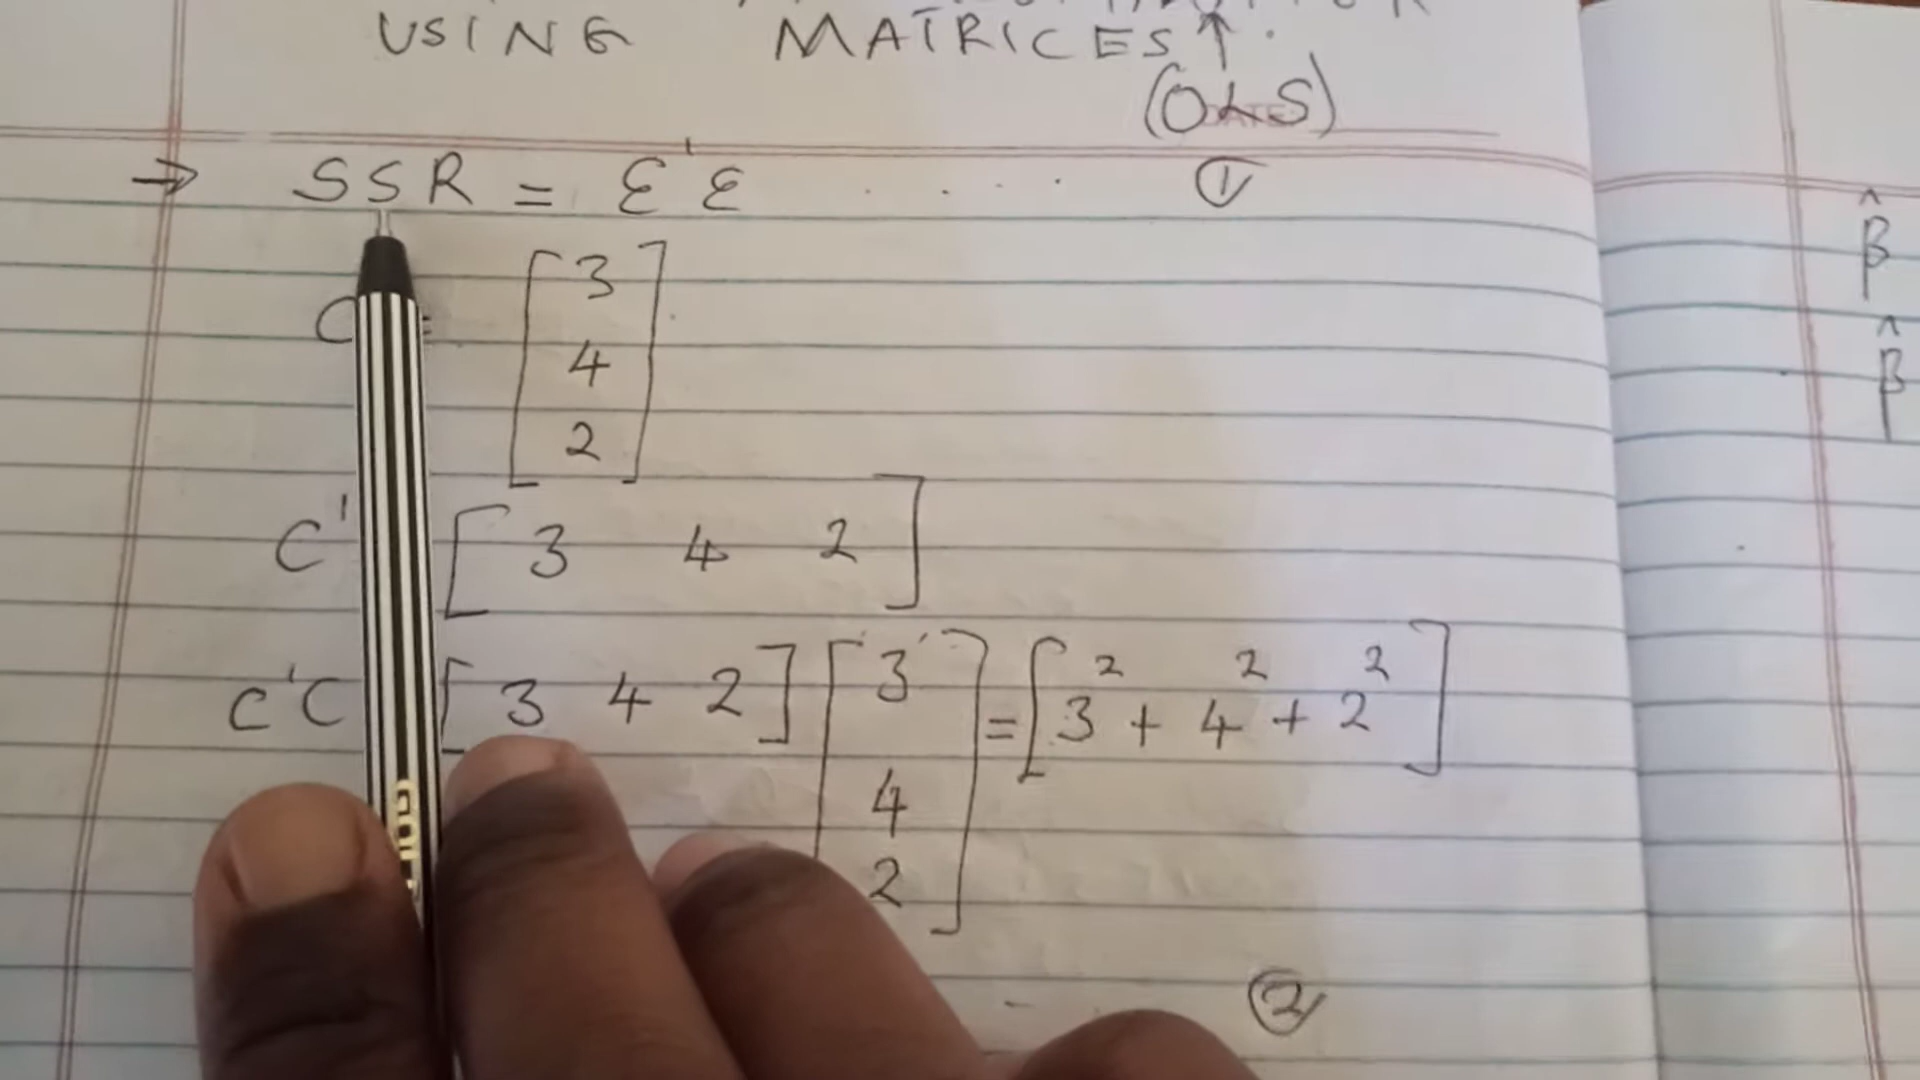 USING MATRICES↑.
(OLS)
DATE
→ SSR = ε'ε . . . . ①
C = [3
4
2]
C' [3 4 2]
C'C [3 4 2] [3 4 2] = [3² + 4² + 2²]
②
β̂
β̂